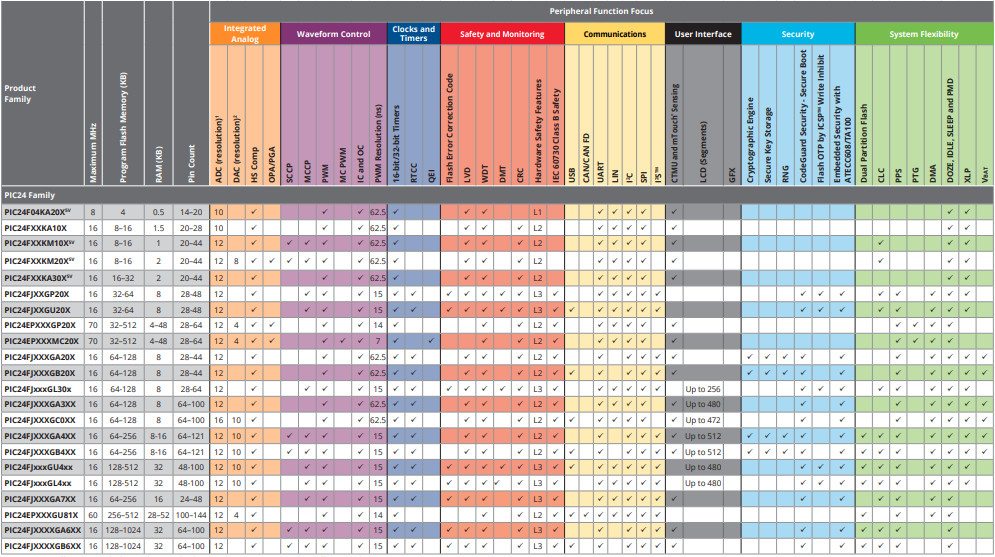 Peripheral Function Focus
Integrated Analog
Waveform Control
Clocks and Timers
Safety and Monitoring
Communications
User Interface
Security
System Flexibility
Product Family
Maximum MHz
Program Flash Memory (KB)
RAM (KB)
Pin Count
ADC (resolution)¹
DAC (resolution)²
HS Comp
OPA/PGA
SCCP
MCCP
PWM
MC PWM
IC and OC
PWM Resolution (ns)
16-bit/32-bit Timers
RTCC
QEI
Flash Error Correction Code
LVD
WDT
DMT
CRC
Hardware Safety Features
IEC 60730 Class B Safety
USB
CAN/CAN FD
UART
LIN
I²C
SPI
I²S™
CTMU and mTouch® Sensing
LCD (Segments)
GFX
Cryptographic Engine
Secure Key Storage
RNG
CodeGuard Security - Secure Boot
Flash OTP by ICSP™ Write Inhibit
Embedded Security with ATECC608/TA100
Dual Partition Flash
CLC
PPS
PTG
DMA
DOZE, IDLE, SLEEP and PMD
XLP
VBAT
PIC24 Family
PIC24F04KA20X⁵ⱽ 8 4 0.5 14–20 10 62.5 L1
PIC24FXXKA10X 16 8–16 1.5 20–28 10 62.5 L2
PIC24FXXKM10X⁵ⱽ 16 8–16 1 20–44 12 62.5 L2
PIC24FXXKM20X⁵ⱽ 16 8–16 2 20-44 12 8 62.5 L2
PIC24FXXKA30X⁵ⱽ 16 16–32 2 20–44 12 62.5 L2
PIC24FJXXGP20X 16 32-64 8 28-48 12 15 L3
PIC24FJXXGU20X 16 32-64 8 28-48 12 15 L3
PIC24EPXXXGP20X 70 32–512 4–48 28–64 12 4 14 L2
PIC24EPXXXMC20X 70 32–512 4–48 28–64 12 4 7 L2
PIC24FJXXXGA20X 16 64–128 8 28–44 12 62.5 L2
PIC24FJXXXGB20X 16 64–128 8 28–44 12 62.5 L2
PIC24FJxxxGL30x 16 64-128 8 28-64 12 15 L3 Up to 256
PIC24FJXXXGA3XX 16 64–128 8 64–100 12 62.5 L2 Up to 480
PIC24FJXXXGC0XX 16 64–128 8 64–100 16 10 62.5 L2 Up to 472
PIC24FJXXXGA4XX 16 64–256 8-16 64–121 12 10 15 L2 Up to 512
PIC24FJXXXGB4XX 16 64–256 8-16 64–121 12 10 15 L2 Up to 512
PIC24FJxxxGU4xx 16 128-512 32 48-100 12 10 15 L3 Up to 480
PIC24FJxxxGL4xx 16 128-512 32 48-100 12 10 15 L3 Up to 480
PIC24FJXXXGA7XX 16 64–256 16 24–48 12 15 L3
PIC24EPXXXGU81X 60 256–512 28–52 100–144 12 4 14 L2
PIC24FJXXXXGA6XX 16 128–1024 32 64–100 12 15 L3
PIC24FJXXXXGB6XX 16 128–1024 32 64–100 12 15 L3